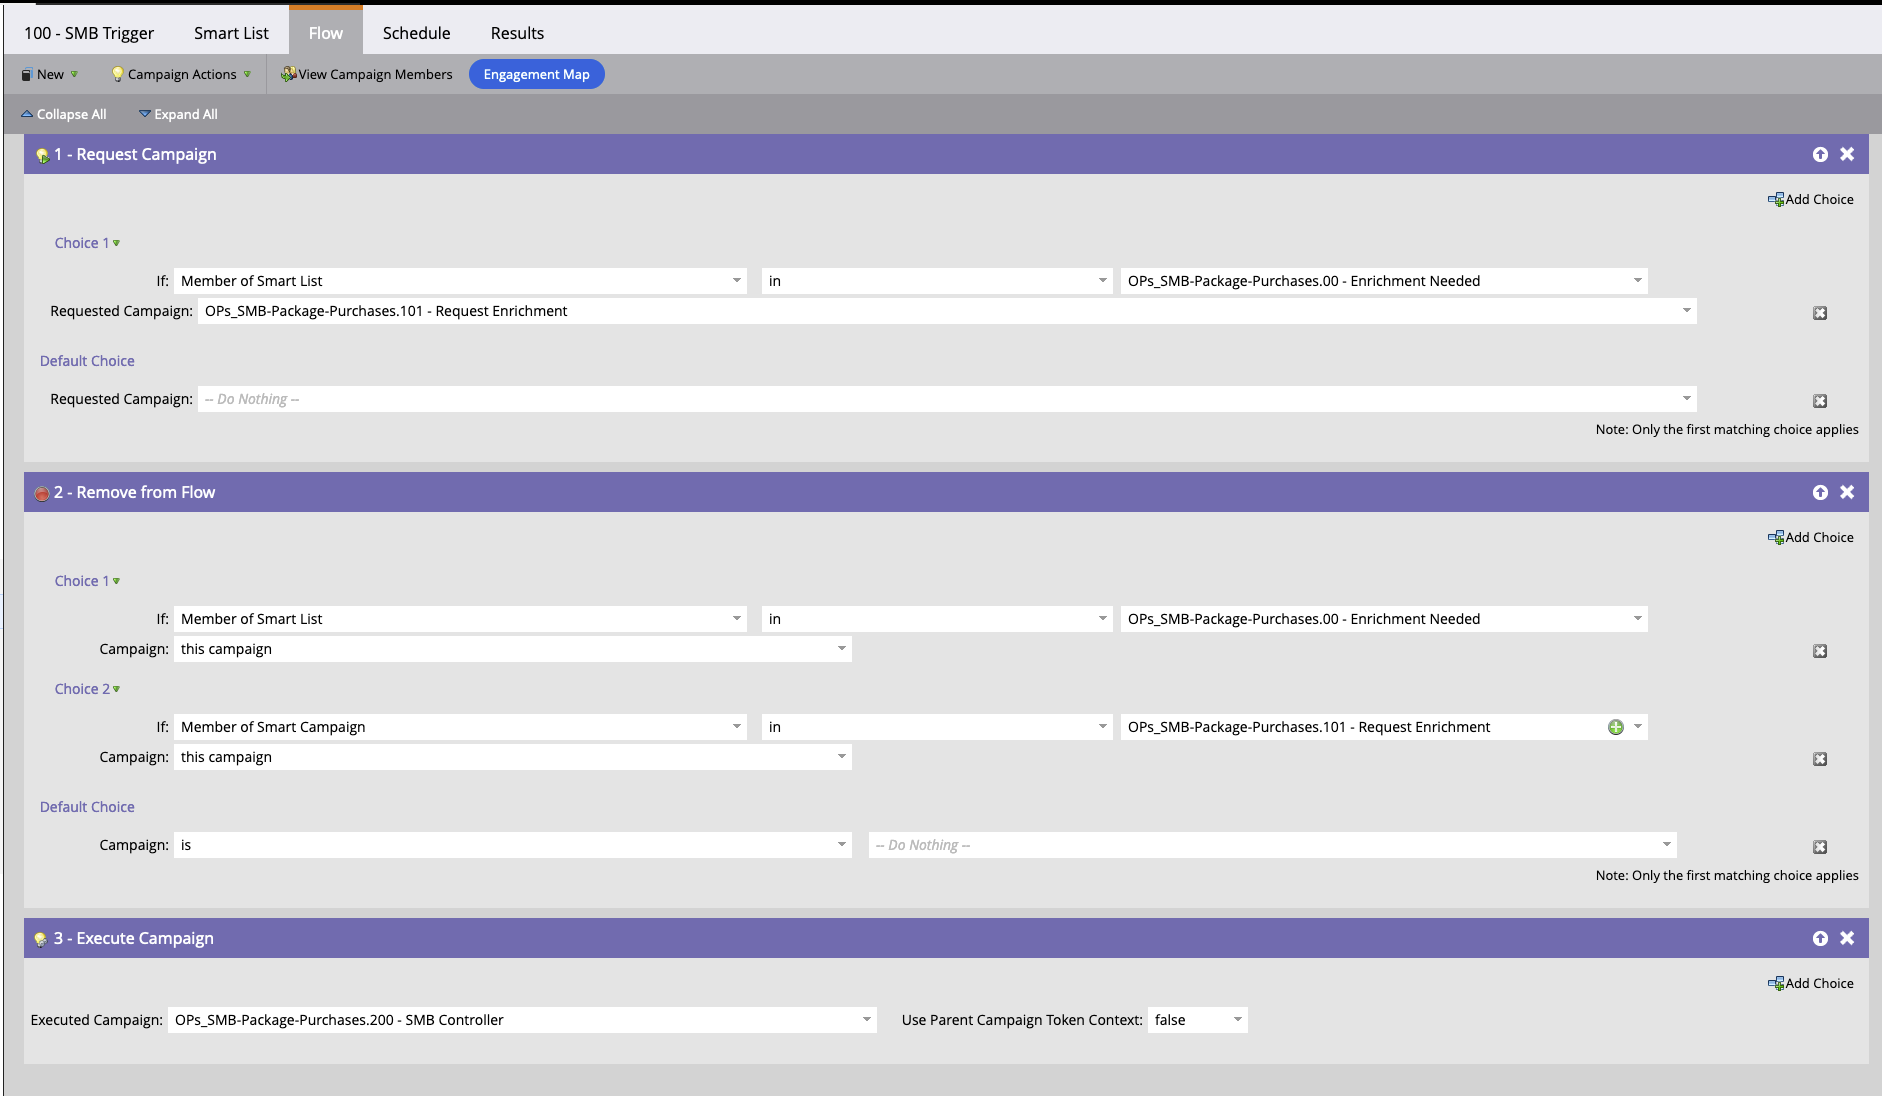 100 - SMB Trigger Smart List Flow Schedule Results
New Campaign Actions View Campaign Members Engagement Map
Collapse All Expand All
1 - Request Campaign
Add Choice
Choice 1
If: Member of Smart List in OPs_SMB-Package-Purchases.00 - Enrichment Needed
Requested Campaign: OPs_SMB-Package-Purchases.101 - Request Enrichment
Default Choice
Requested Campaign: -- Do Nothing --
Note: Only the first matching choice applies
2 - Remove from Flow
Add Choice
Choice 1
If: Member of Smart List in OPs_SMB-Package-Purchases.00 - Enrichment Needed
Campaign: this campaign
Choice 2
If: Member of Smart Campaign in OPs_SMB-Package-Purchases.101 - Request Enrichment
Campaign: this campaign
Default Choice
Campaign: is -- Do Nothing --
Note: Only the first matching choice applies
3 - Execute Campaign
Add Choice
Executed Campaign: OPs_SMB-Package-Purchases.200 - SMB Controller Use Parent Campaign Token Context: false